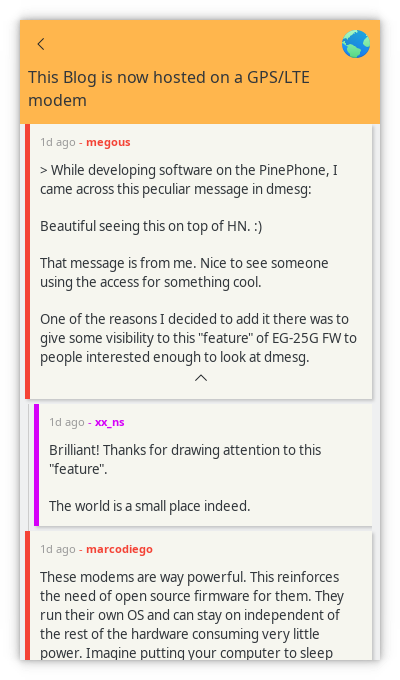 This Blog is now hosted on a GPS/LTE
modem
1d ago - megous
> While developing software on the PinePhone, I
came across this peculiar message in dmesg:
Beautiful seeing this on top of HN. :)
That message is from me. Nice to see someone
using the access for something cool.
One of the reasons I decided to add it there was to
give some visibility to this "feature" of EG-25G FW to
people interested enough to look at dmesg.
1d ago - xx_ns
Brilliant! Thanks for drawing attention to this
"feature".
The world is a small place indeed.
1d ago - marcodiego
These modems are way powerful. This reinforces
the need of open source firmware for them. They
run their own OS and can stay on independent of
the rest of the hardware consuming very little
power. Imagine putting your computer to sleep